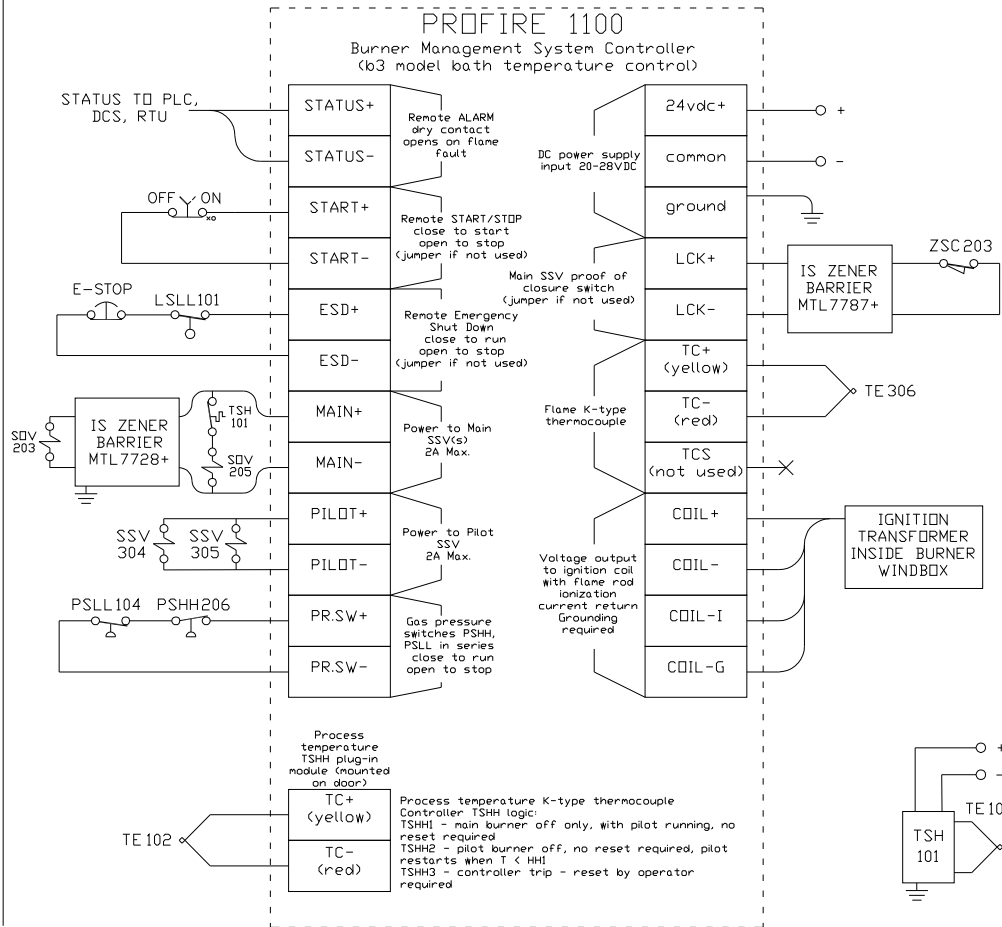 PROFIRE 1100
Burner Management System Controller
(b3 model bath temperature control)
STATUS TO PLC,
DCS, RTU
STATUS+
STATUS-
Remote ALARM
dry contact
opens on flame
fault
OFF
ON
xo
START+
START-
Remote START/STOP
close to start
open to stop
(jumper if not used)
E-STOP
LSLL101
ESD+
ESD-
Remote Emergency
Shut Down
close to run
open to stop
(jumper if not used)
SOV
203
IS ZENER
BARRIER
MTL7728+
TSH
101
SOV
205
MAIN+
MAIN-
Power to Main
SSV(s)
2A Max.
SSV
304
SSV
305
PILOT+
PILOT-
Power to Pilot
SSV
2A Max.
PSLL104
PSHH206
PR.SW+
PR.SW-
Gas pressure
switches PSHH,
PSLL in series
close to run
open to stop
DC power supply
input 20-28VDC
24vdc+
common
ground
+
-
Main SSV proof of
closure switch
(jumper if not used)
LCK+
LCK-
IS ZENER
BARRIER
MTL7787+
ZSC203
Flame K-type
thermocouple
TC+
(yellow)
TC-
(red)
TCS
(not used)
TE306
Voltage output
to ignition coil
with flame rod
ionization
current return
Grounding
required
COIL+
COIL-
COIL-I
COIL-G
IGNITION
TRANSFORMER
INSIDE BURNER
WINDBOX
Process
temperature
TSHH plug-in
module (mounted
on door)
TE102
TC+
(yellow)
TC-
(red)
Process temperature K-type thermocouple
Controller TSHH logic:
TSHH1 - main burner off only, with pilot running, no
reset required
TSHH2 - pilot burner off, no reset required, pilot
restarts when T < HH1
TSHH3 - controller trip - reset by operator
required
+
-
TE10
TSH
101